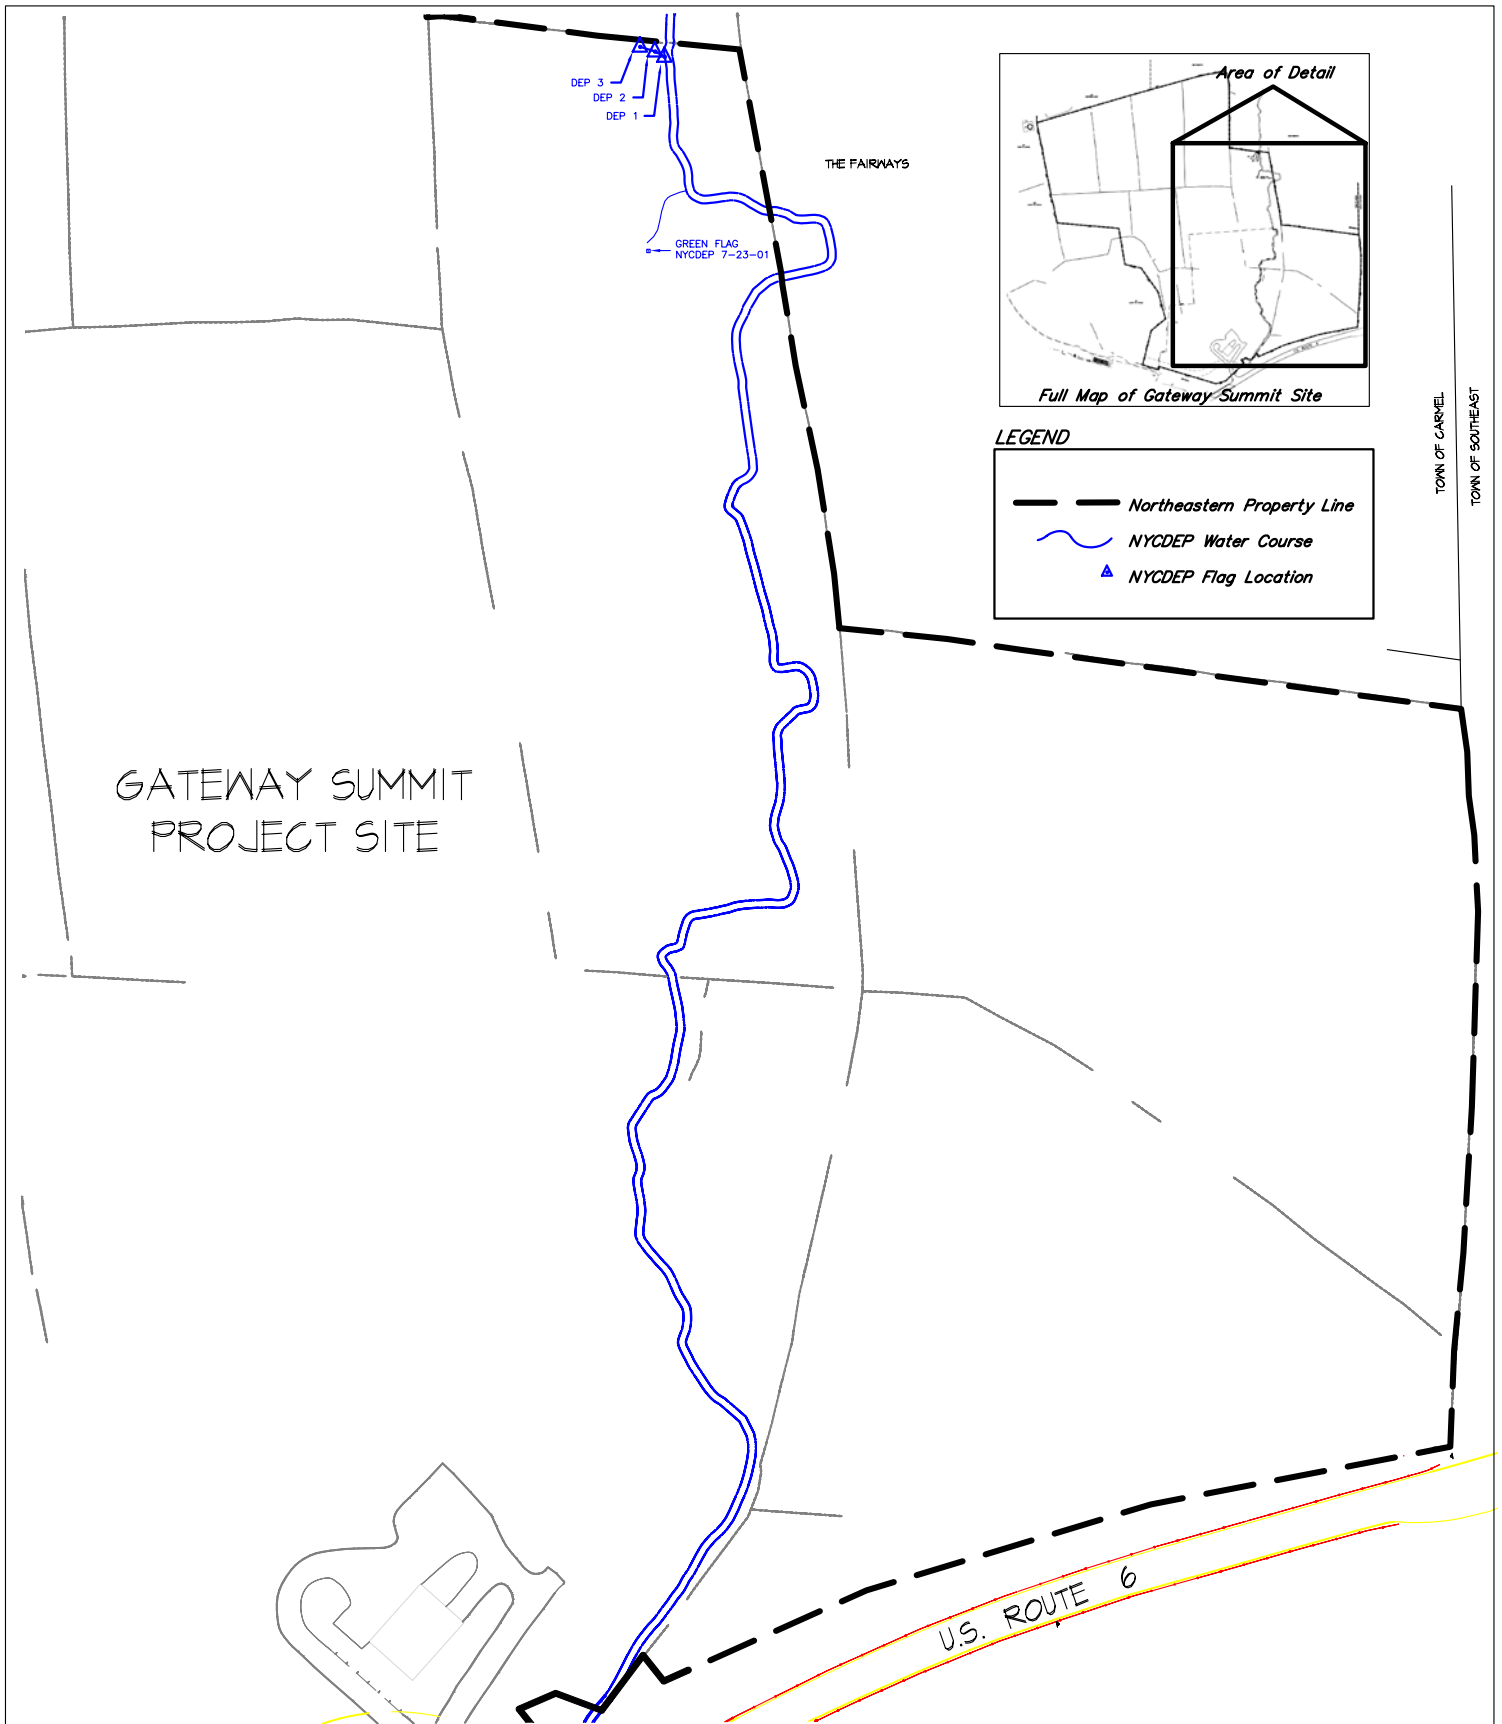 DEP 3
DEP 2
DEP 1
THE FAIRWAYS
GREEN FLAG
NYCDEP 7-23-01
Area of Detail
Full Map of Gateway Summit Site
LEGEND
Northeastern Property Line
NYCDEP Water Course
NYCDEP Flag Location
TOWN OF CARMEL
TOWN OF SOUTHEAST
GATEWAY SUMMIT
PROJECT SITE
U.S. ROUTE 6